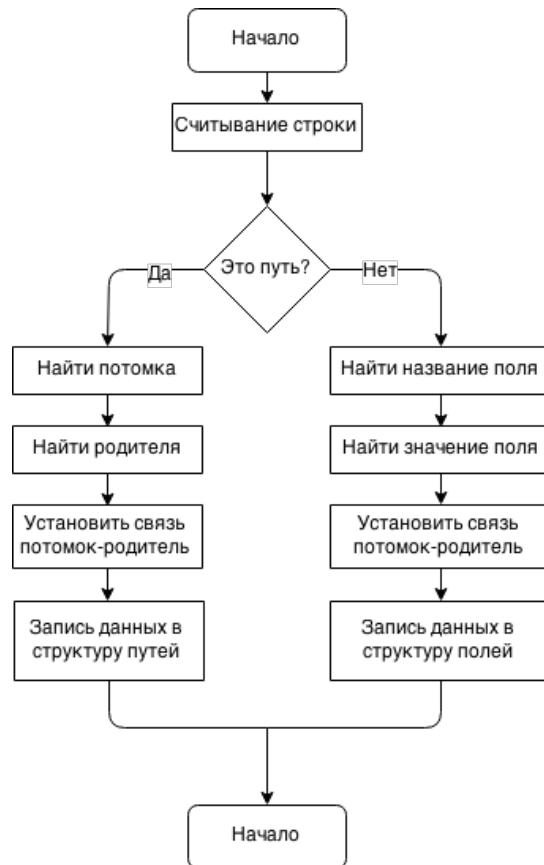 Начало
Считывание строки
Это путь?
Да
Нет
Найти потомка
Найти родителя
Установить связь
потомок-родитель
Запись данных в
структуру путей
Найти название поля
Найти значение поля
Установить связь
потомок-родитель
Запись данных в
структуру полей
Начало